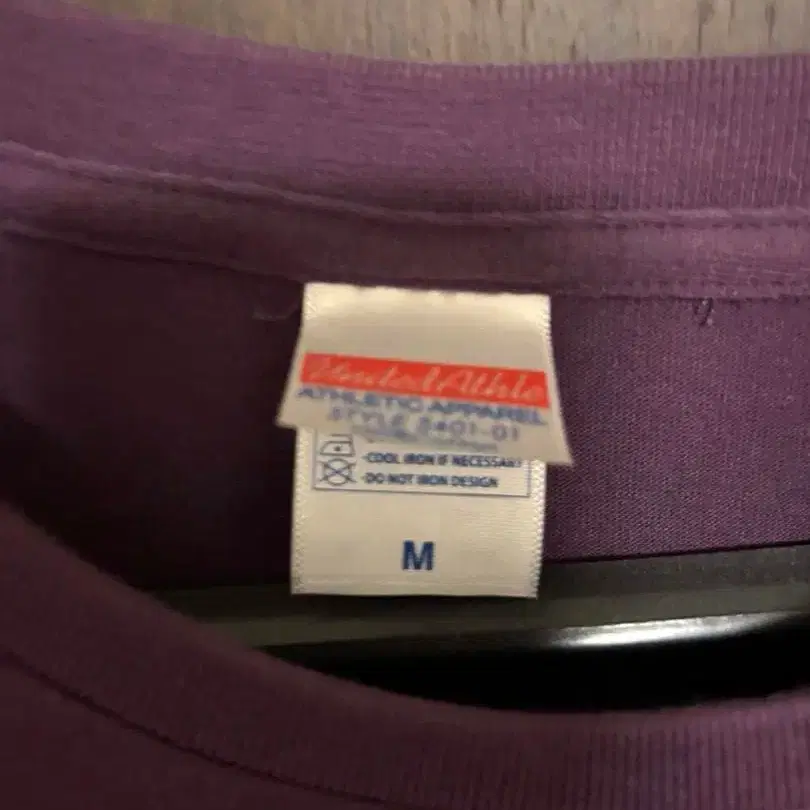 United Athle
ATHLETIC APPAREL
STYLE 5401-01
·COOL IRON IF NECESSARY
·DO NOT IRON DESIGN
M